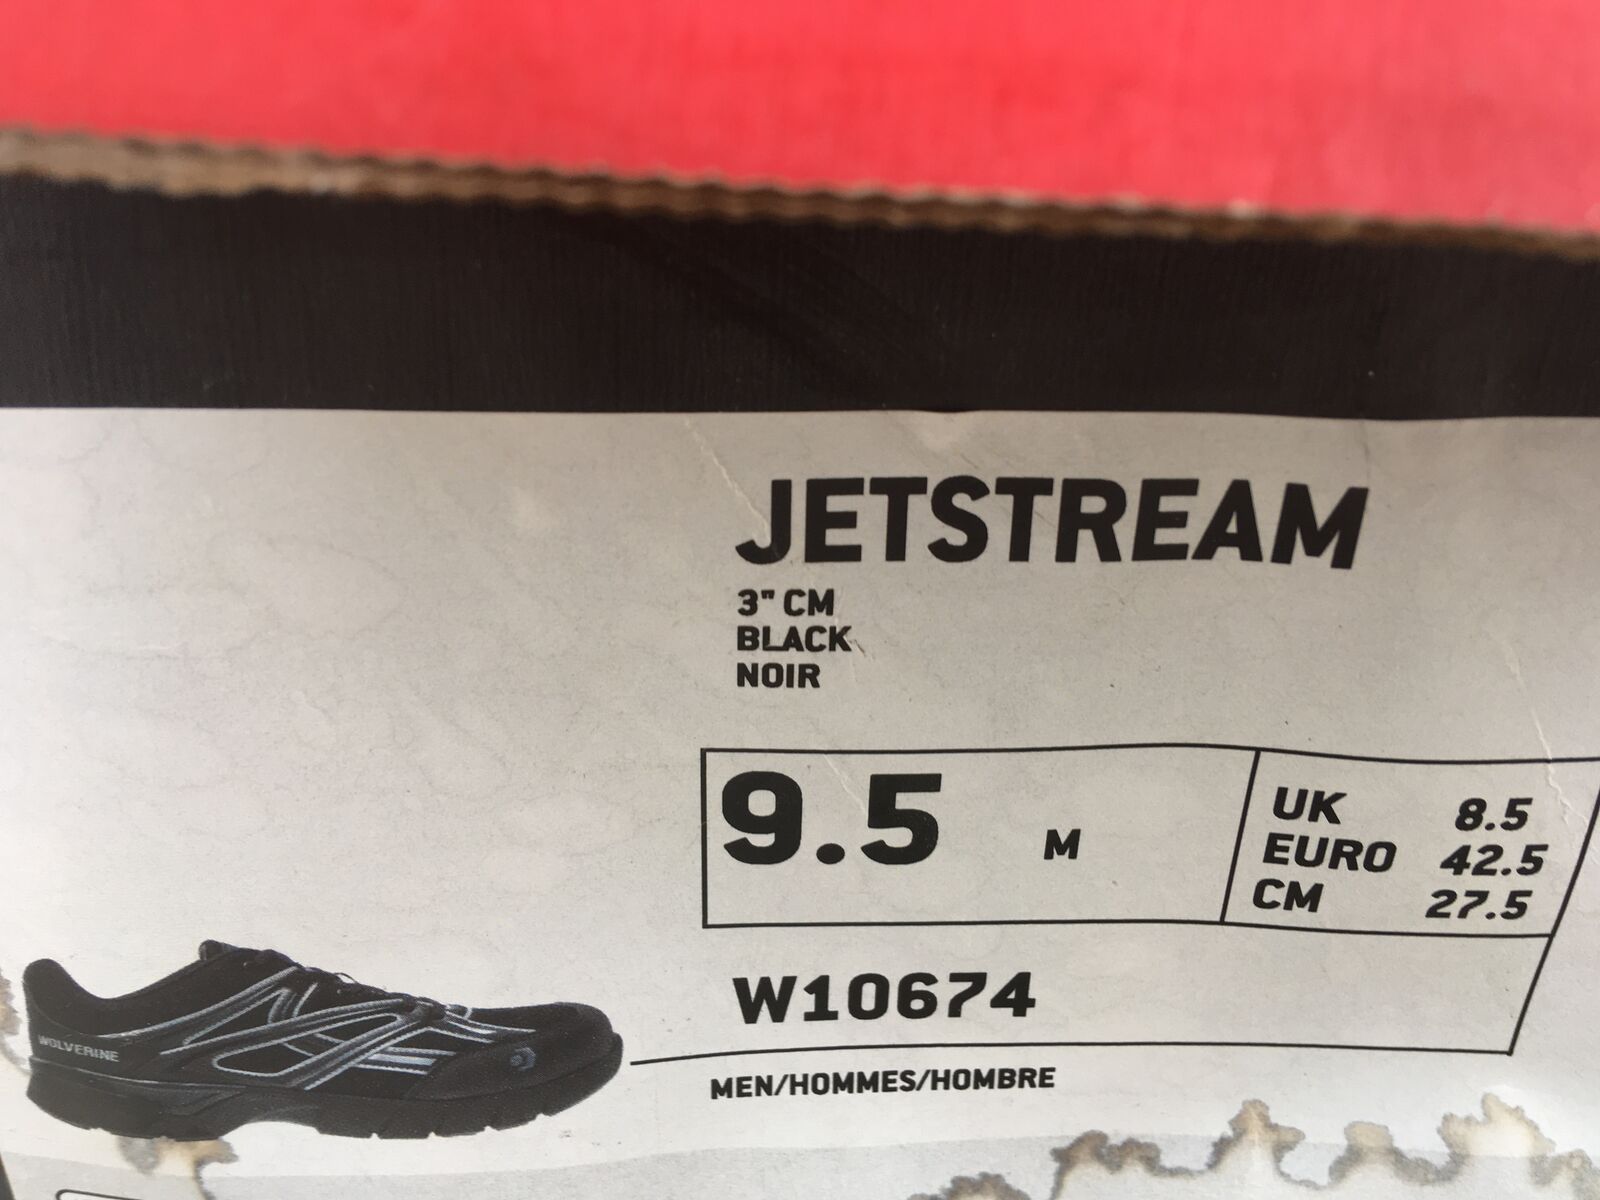 JETSTREAM
3" CM
BLACK
NOIR
9.5 M
UK 8.5
EURO 42.5
CM 27.5
W10674
WOLVERINE
MEN/HOMMES/HOMBRE